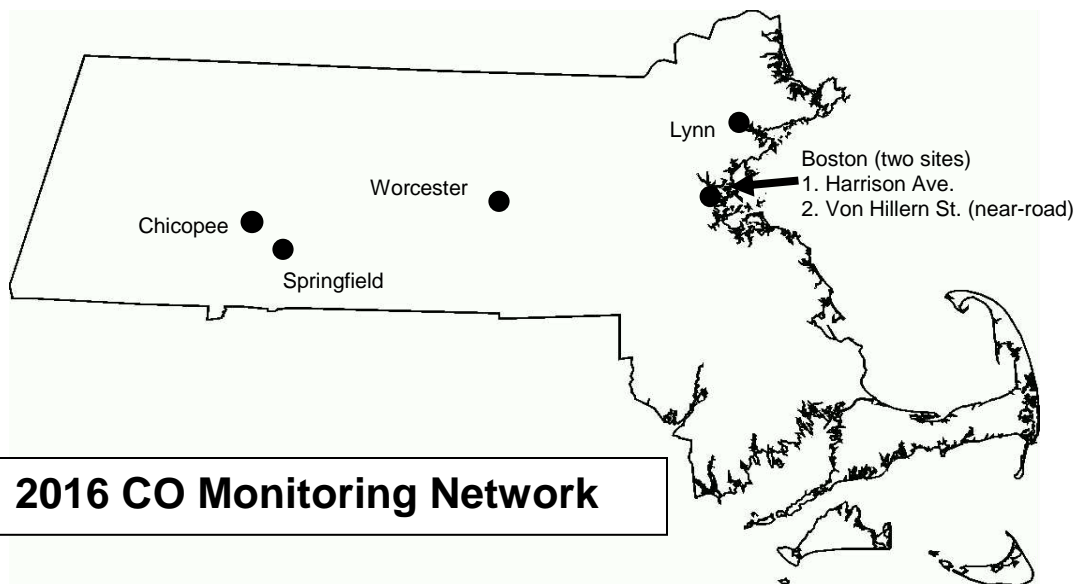 Lynn
Boston (two sites)
1. Harrison Ave.
2. Von Hillern St. (near-road)
Worcester
Chicopee
Springfield
2016 CO Monitoring Network